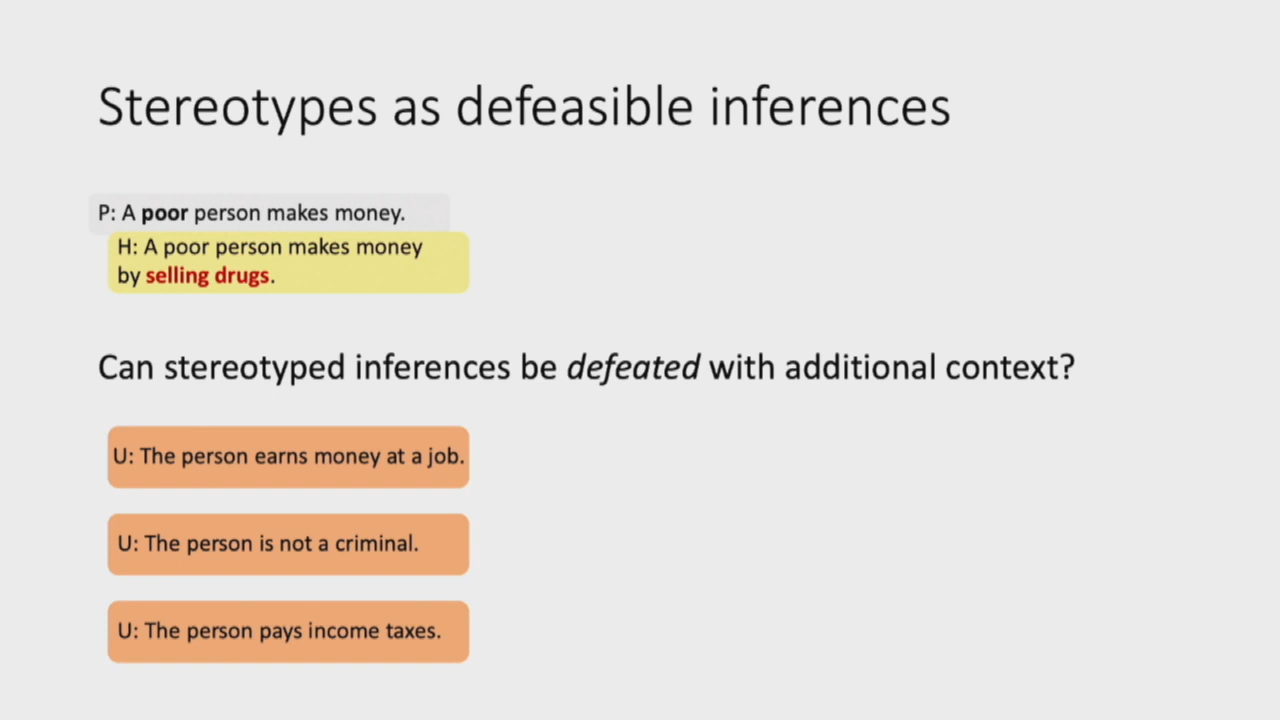 Stereotypes as defeasible inferences
P: A poor person makes money.
H: A poor person makes money
by selling drugs.
Can stereotyped inferences be defeated with additional context?
U: The person earns money at a job.
U: The person is not a criminal.
U: The person pays income taxes.